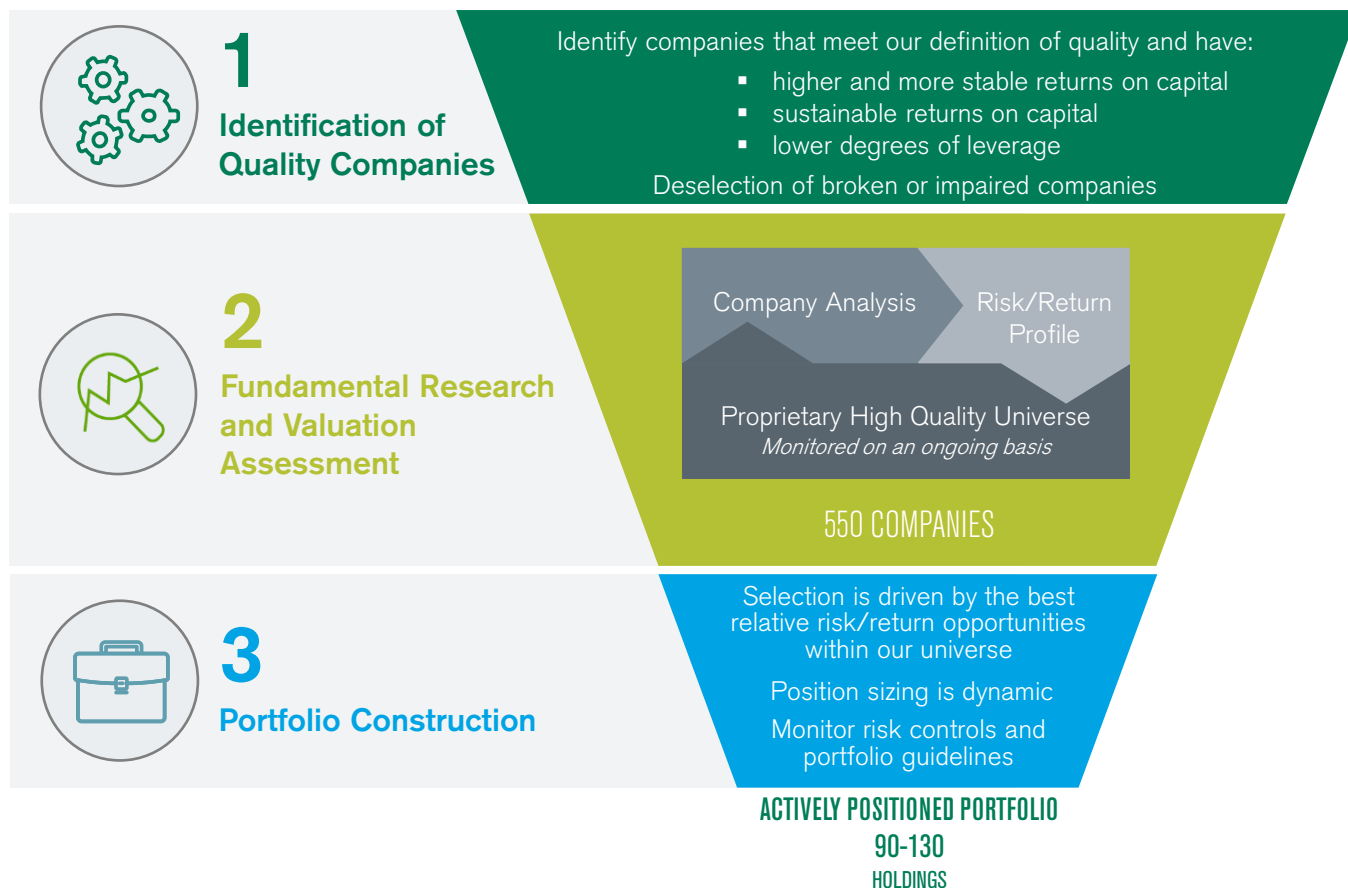 1
Identification of
Quality Companies
Identify companies that meet our definition of quality and have:
▪ higher and more stable returns on capital
▪ sustainable returns on capital
▪ lower degrees of leverage
Deselection of broken or impaired companies
2
Fundamental Research
and Valuation
Assessment
Company Analysis
Risk/Return
Profile
Proprietary High Quality Universe
Monitored on an ongoing basis
550 COMPANIES
3
Portfolio Construction
Selection is driven by the best
relative risk/return opportunities
within our universe
Position sizing is dynamic
Monitor risk controls and
portfolio guidelines
ACTIVELY POSITIONED PORTFOLIO
90-130
HOLDINGS